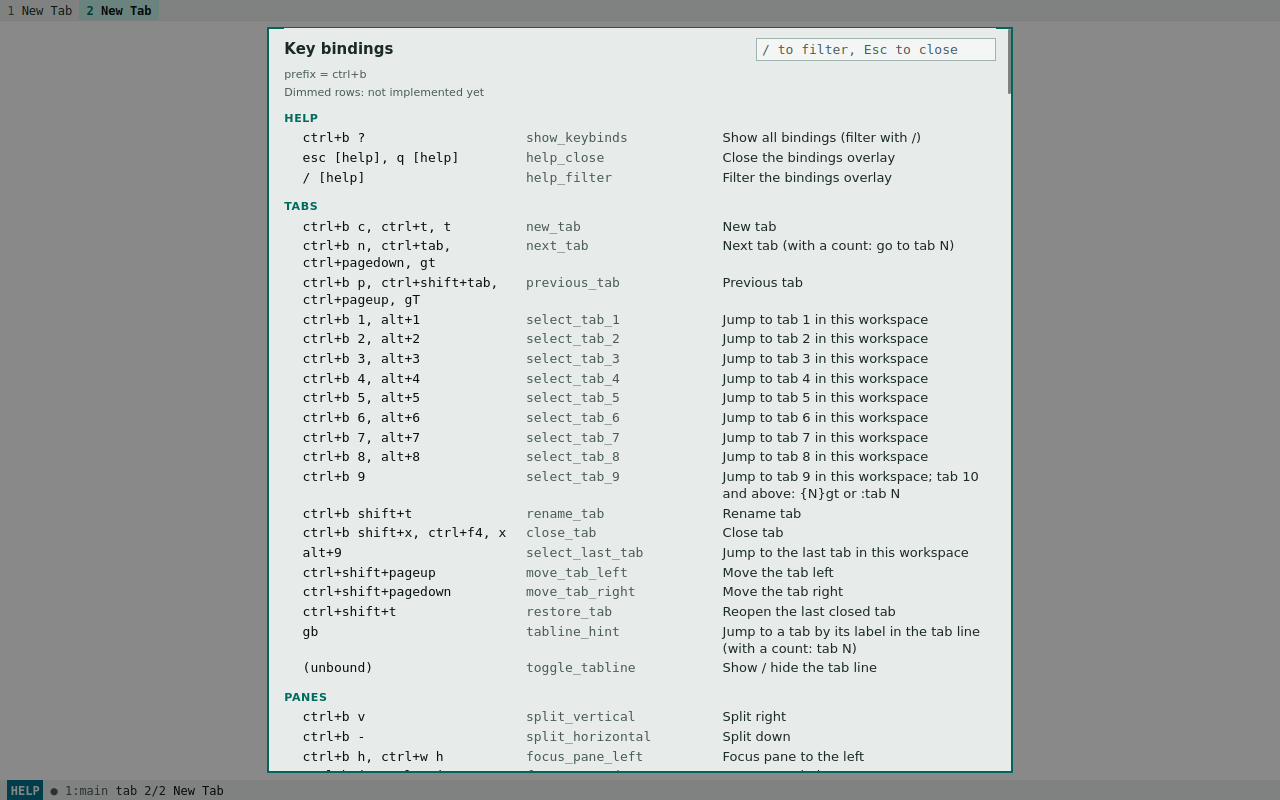 1 New Tab 2 New Tab
Key bindings / to filter, Esc to close
prefix = ctrl+b
Dimmed rows: not implemented yet
HELP
ctrl+b ? show_keybinds Show all bindings (filter with /)
esc [help], q [help] help_close Close the bindings overlay
/ [help] help_filter Filter the bindings overlay
TABS
ctrl+b c, ctrl+t, t new_tab New tab
ctrl+b n, ctrl+tab, next_tab Next tab (with a count: go to tab N)
ctrl+pagedown, gt
ctrl+b p, ctrl+shift+tab, previous_tab Previous tab
ctrl+pageup, gT
ctrl+b 1, alt+1 select_tab_1 Jump to tab 1 in this workspace
ctrl+b 2, alt+2 select_tab_2 Jump to tab 2 in this workspace
ctrl+b 3, alt+3 select_tab_3 Jump to tab 3 in this workspace
ctrl+b 4, alt+4 select_tab_4 Jump to tab 4 in this workspace
ctrl+b 5, alt+5 select_tab_5 Jump to tab 5 in this workspace
ctrl+b 6, alt+6 select_tab_6 Jump to tab 6 in this workspace
ctrl+b 7, alt+7 select_tab_7 Jump to tab 7 in this workspace
ctrl+b 8, alt+8 select_tab_8 Jump to tab 8 in this workspace
ctrl+b 9 select_tab_9 Jump to tab 9 in this workspace; tab 10
and above: {N}gt or :tab N
ctrl+b shift+t rename_tab Rename tab
ctrl+b shift+x, ctrl+f4, x close_tab Close tab
alt+9 select_last_tab Jump to the last tab in this workspace
ctrl+shift+pageup move_tab_left Move the tab left
ctrl+shift+pagedown move_tab_right Move the tab right
ctrl+shift+t restore_tab Reopen the last closed tab
gb tabline_hint Jump to a tab by its label in the tab line
(with a count: tab N)
(unbound) toggle_tabline Show / hide the tab line
PANES
ctrl+b v split_vertical Split right
ctrl+b - split_horizontal Split down
ctrl+b h, ctrl+w h focus_pane_left Focus pane to the left
HELP ● 1:main tab 2/2 New Tab